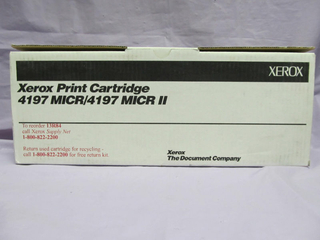 XEROX
Xerox Print Cartridge
4197 MICR/4197 MICR II
To reorder 13R84
call Xerox Supply Net
1-800-822-2200
Return used cartridge for recycling -
call 1-800-822-2200 for free return kit
Xerox
The Document Company